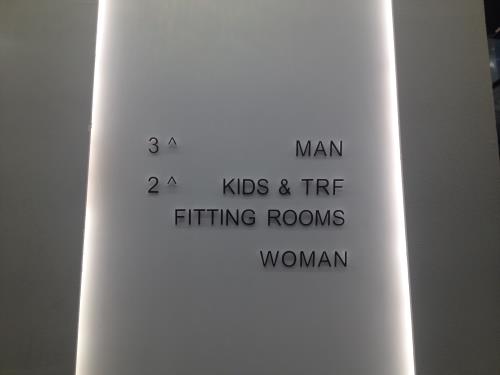 3 ^ MAN
2 ^ KIDS & TRF
FITTING ROOMS
WOMAN